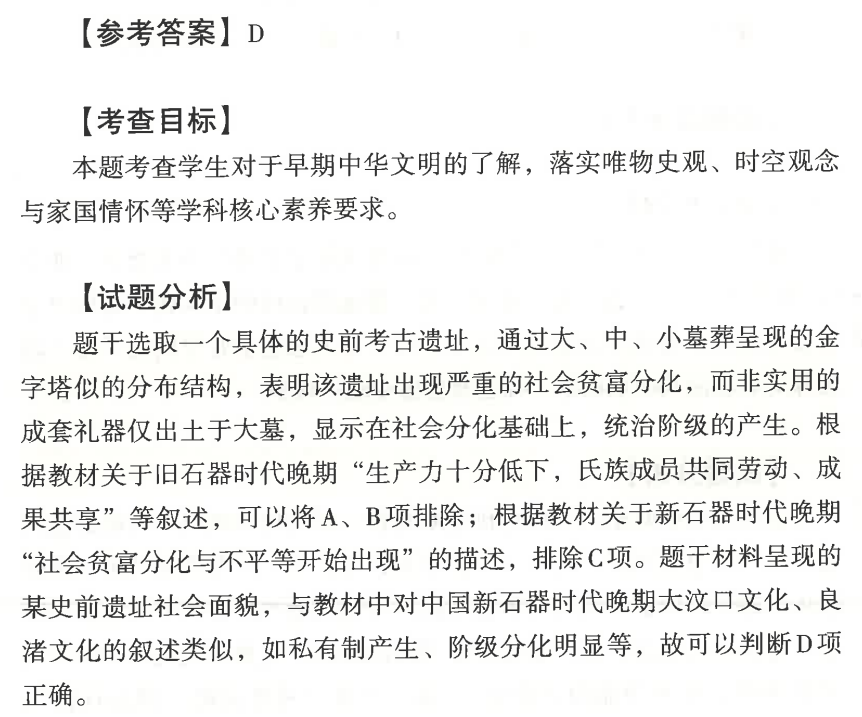 【参考答案】D
【考查目标】
本题考查学生对于早期中华文明的了解，落实唯物史观、时空观念
与家国情怀等学科核心素养要求。
【试题分析】
题干选取一个具体的史前考古遗址，通过大、中、小墓葬呈现的金
字塔似的分布结构，表明该遗址出现严重的社会贫富分化，而非实用的
成套礼器仅出土于大墓，显示在社会分化基础上，统治阶级的产生。根
据教材关于旧石器时代晚期“生产力十分低下，氏族成员共同劳动、成
果共享”等叙述，可以将A、B项排除；根据教材关于新石器时代晚期
“社会贫富分化与不平等开始出现”的描述，排除C项。题干材料呈现的
某史前遗址社会面貌，与教材中对中国新石器时代晚期大汶口文化、良
渚文化的叙述类似，如私有制产生、阶级分化明显等，故可以判断D项
正确。